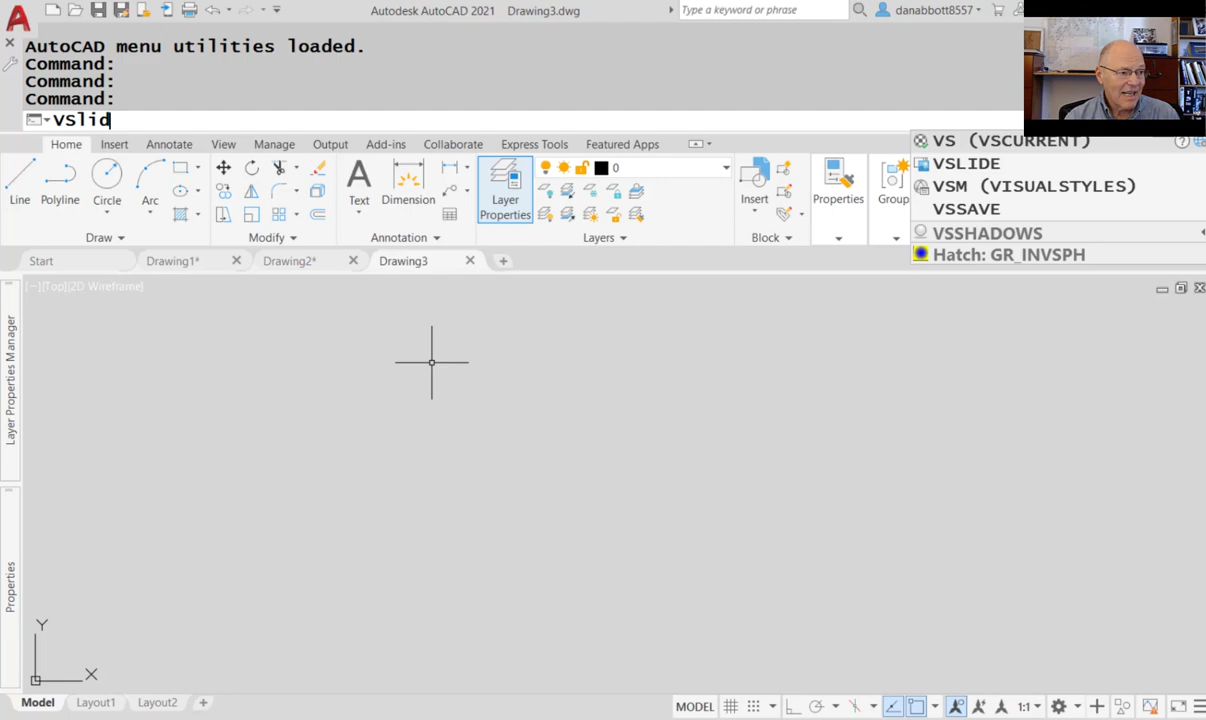 Autodesk AutoCAD 2021 Drawing3.dwg
Type a keyword or phrase
danabbott8557
AutoCAD menu utilities loaded.
Command:
Command:
Command:
VSlid
VS (VSCURRENT)
VSLIDE
VSM (VISUALSTYLES)
VSSAVE
VSSHADOWS
Hatch: GR_INVSPH
Home Insert Annotate View Manage Output Add-ins Collaborate Express Tools Featured Apps
0
Line Polyline Circle Arc Text Dimension Layer Properties Insert Properties Group
Draw Modify Annotation Layers Block
Start Drawing1* Drawing2* Drawing3
[−][Top][2D Wireframe]
Layer Properties Manager
Properties
Y
X
Model Layout1 Layout2
MODEL 1:1